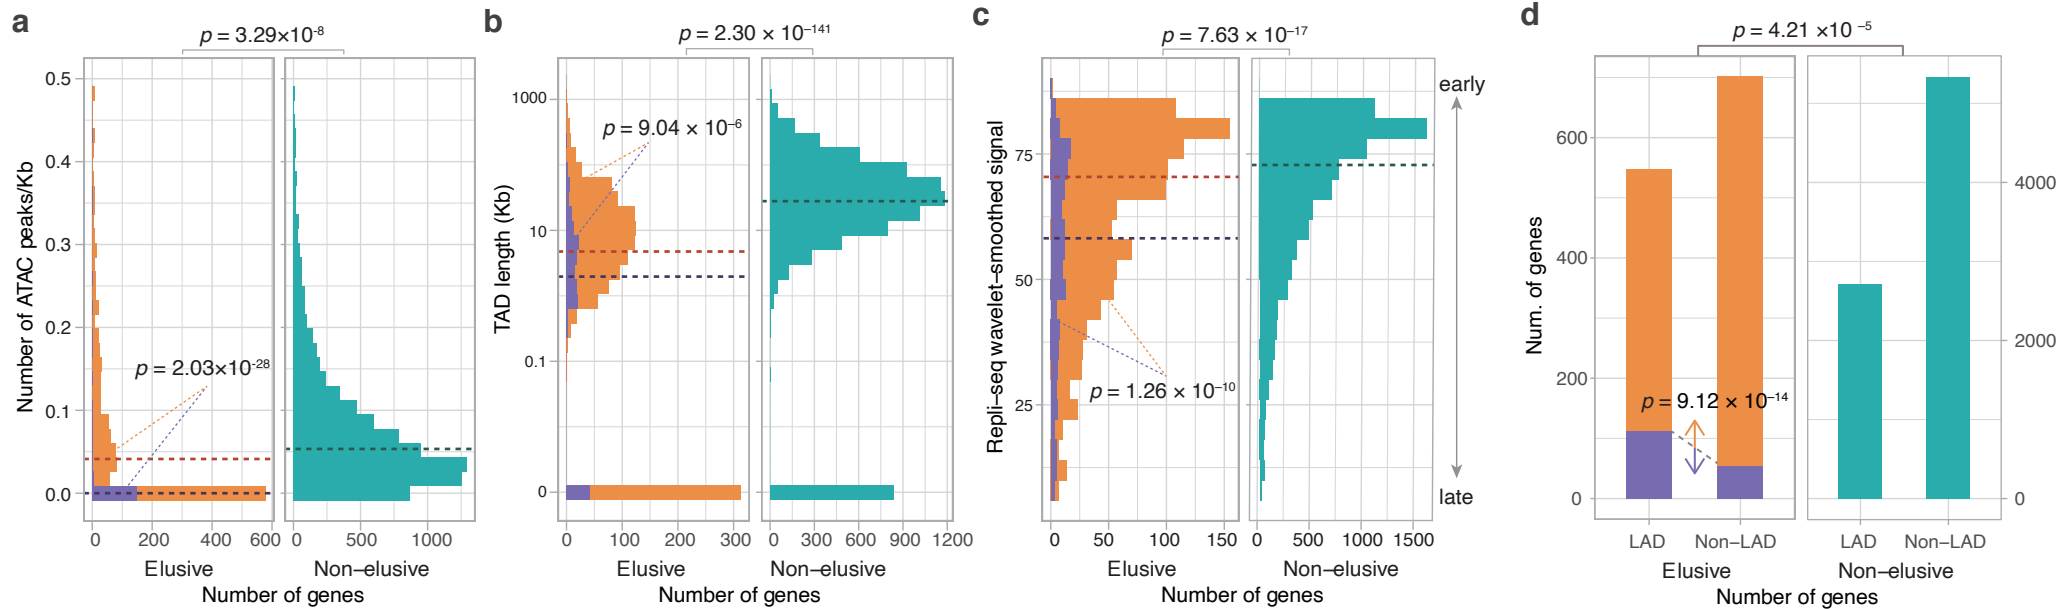 a
p = 3.29×10-8
0.5
0.4
0.3
0.2
0.1
0.0
Number of ATAC peaks/Kb
p = 2.03×10-28
0 200 400 600
0 500 1000
Elusive
Non–elusive
Number of genes
b
p = 2.30 × 10–141
1000
10
0.1
0
TAD length (Kb)
p = 9.04 × 10–6
0 100 200 300
0 300 600 900 1200
Elusive
Non–elusive
Number of genes
c
p = 7.63 × 10–17
75
50
25
Repli–seq wavelet–smoothed signal
p = 1.26 × 10–10
early
late
0 50 100 150
0 500 1000 1500
Elusive
Non–elusive
Number of genes
d
p = 4.21 ×10 –5
600
400
200
0
Num. of genes
p = 9.12 × 10–14
4000
2000
0
LAD Non–LAD
LAD Non–LAD
Elusive
Non–elusive
Number of genes